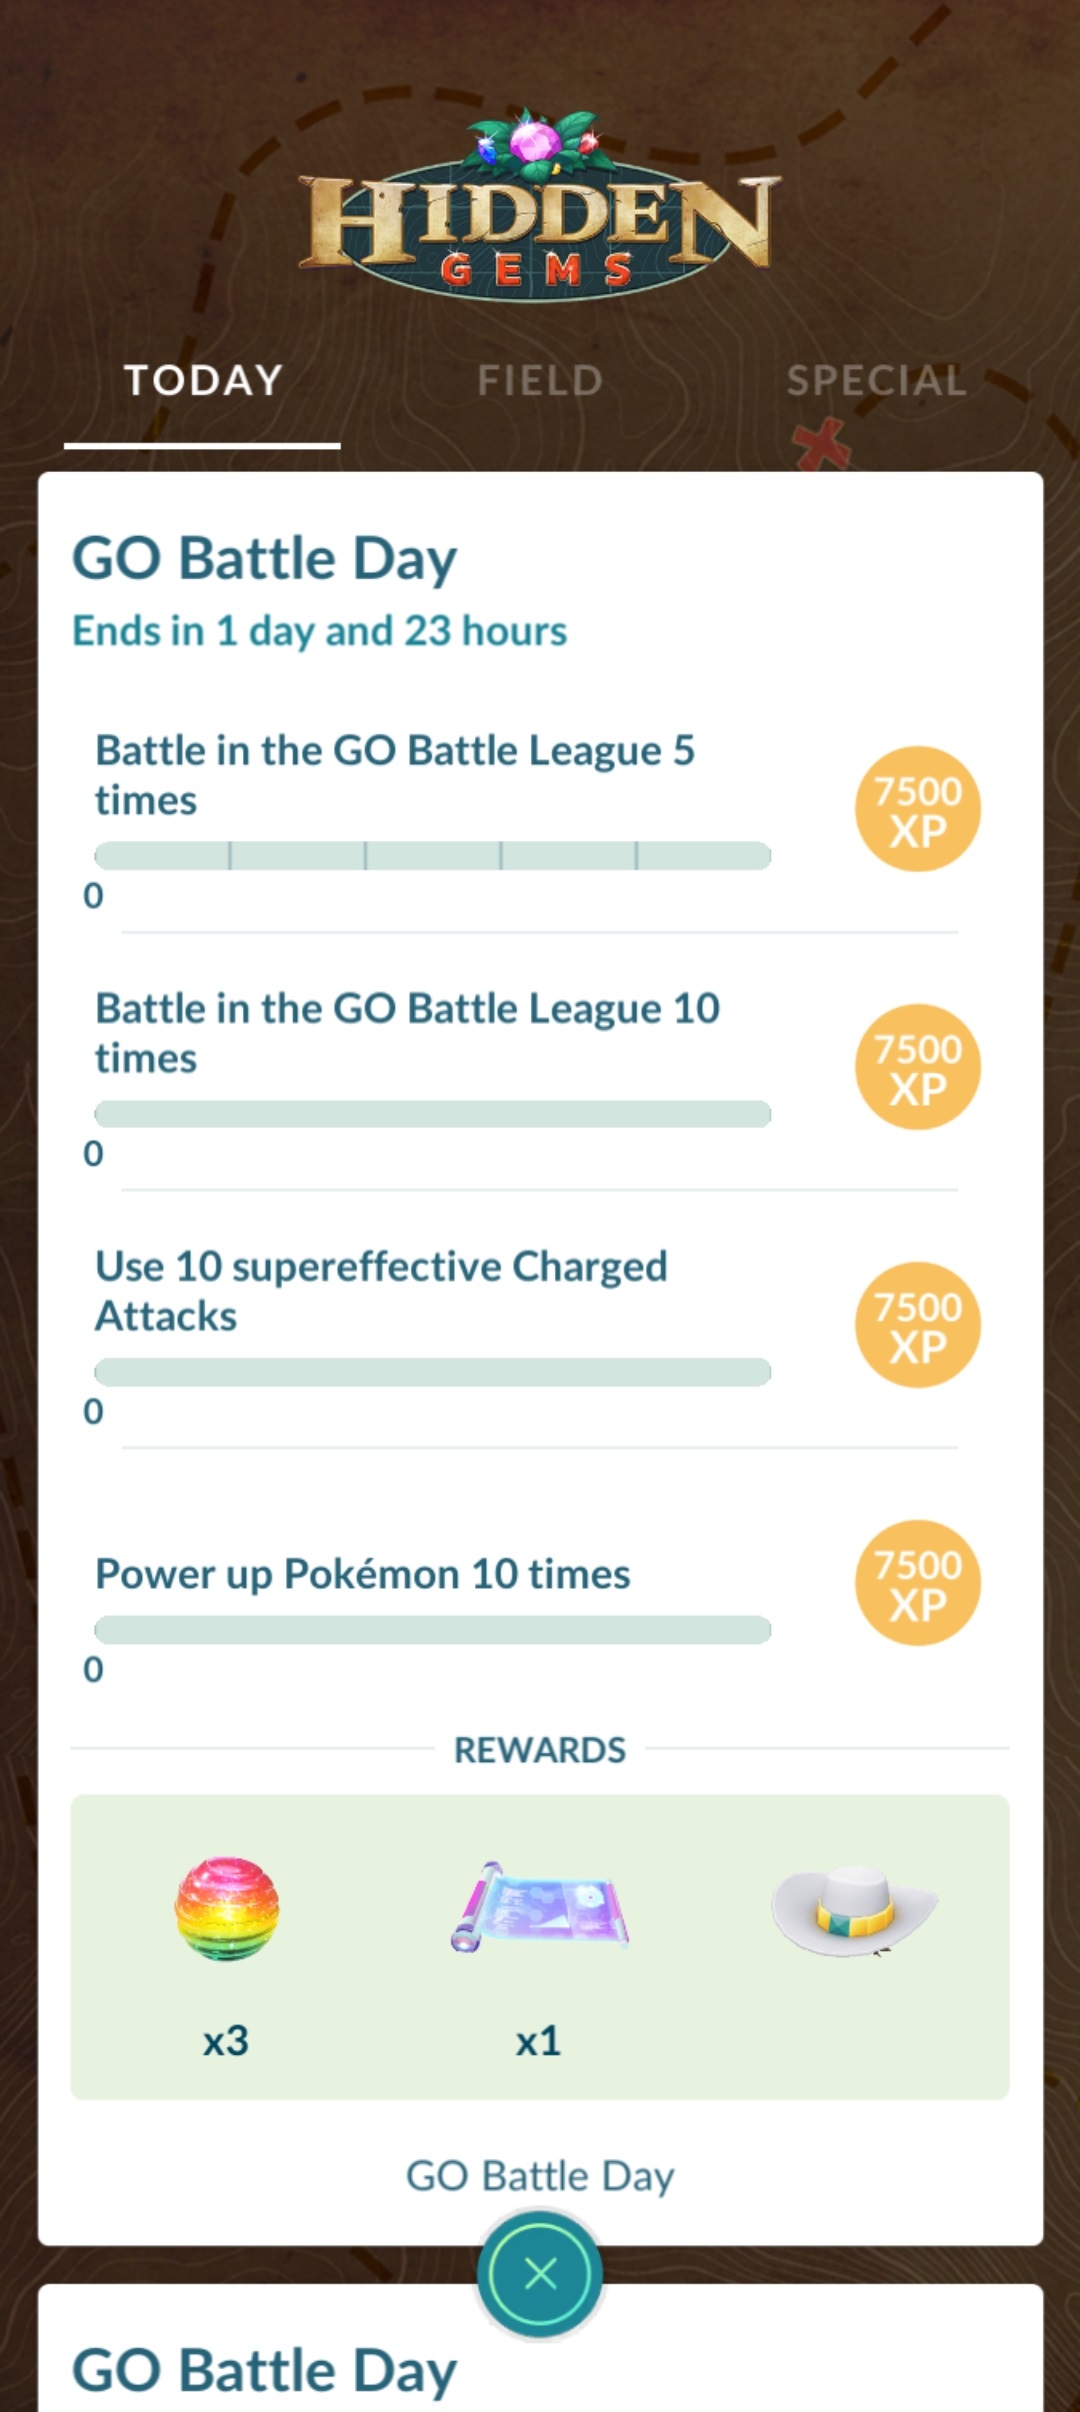 HIDDEN
GEMS
TODAY
FIELD
SPECIAL
GO Battle Day
Ends in 1 day and 23 hours
Battle in the GO Battle League 5
times
7500
XP
0
Battle in the GO Battle League 10
times
7500
XP
0
Use 10 supereffective Charged
Attacks
7500
XP
0
Power up Pokémon 10 times
7500
XP
0
REWARDS
x3
x1
GO Battle Day
GO Battle Day